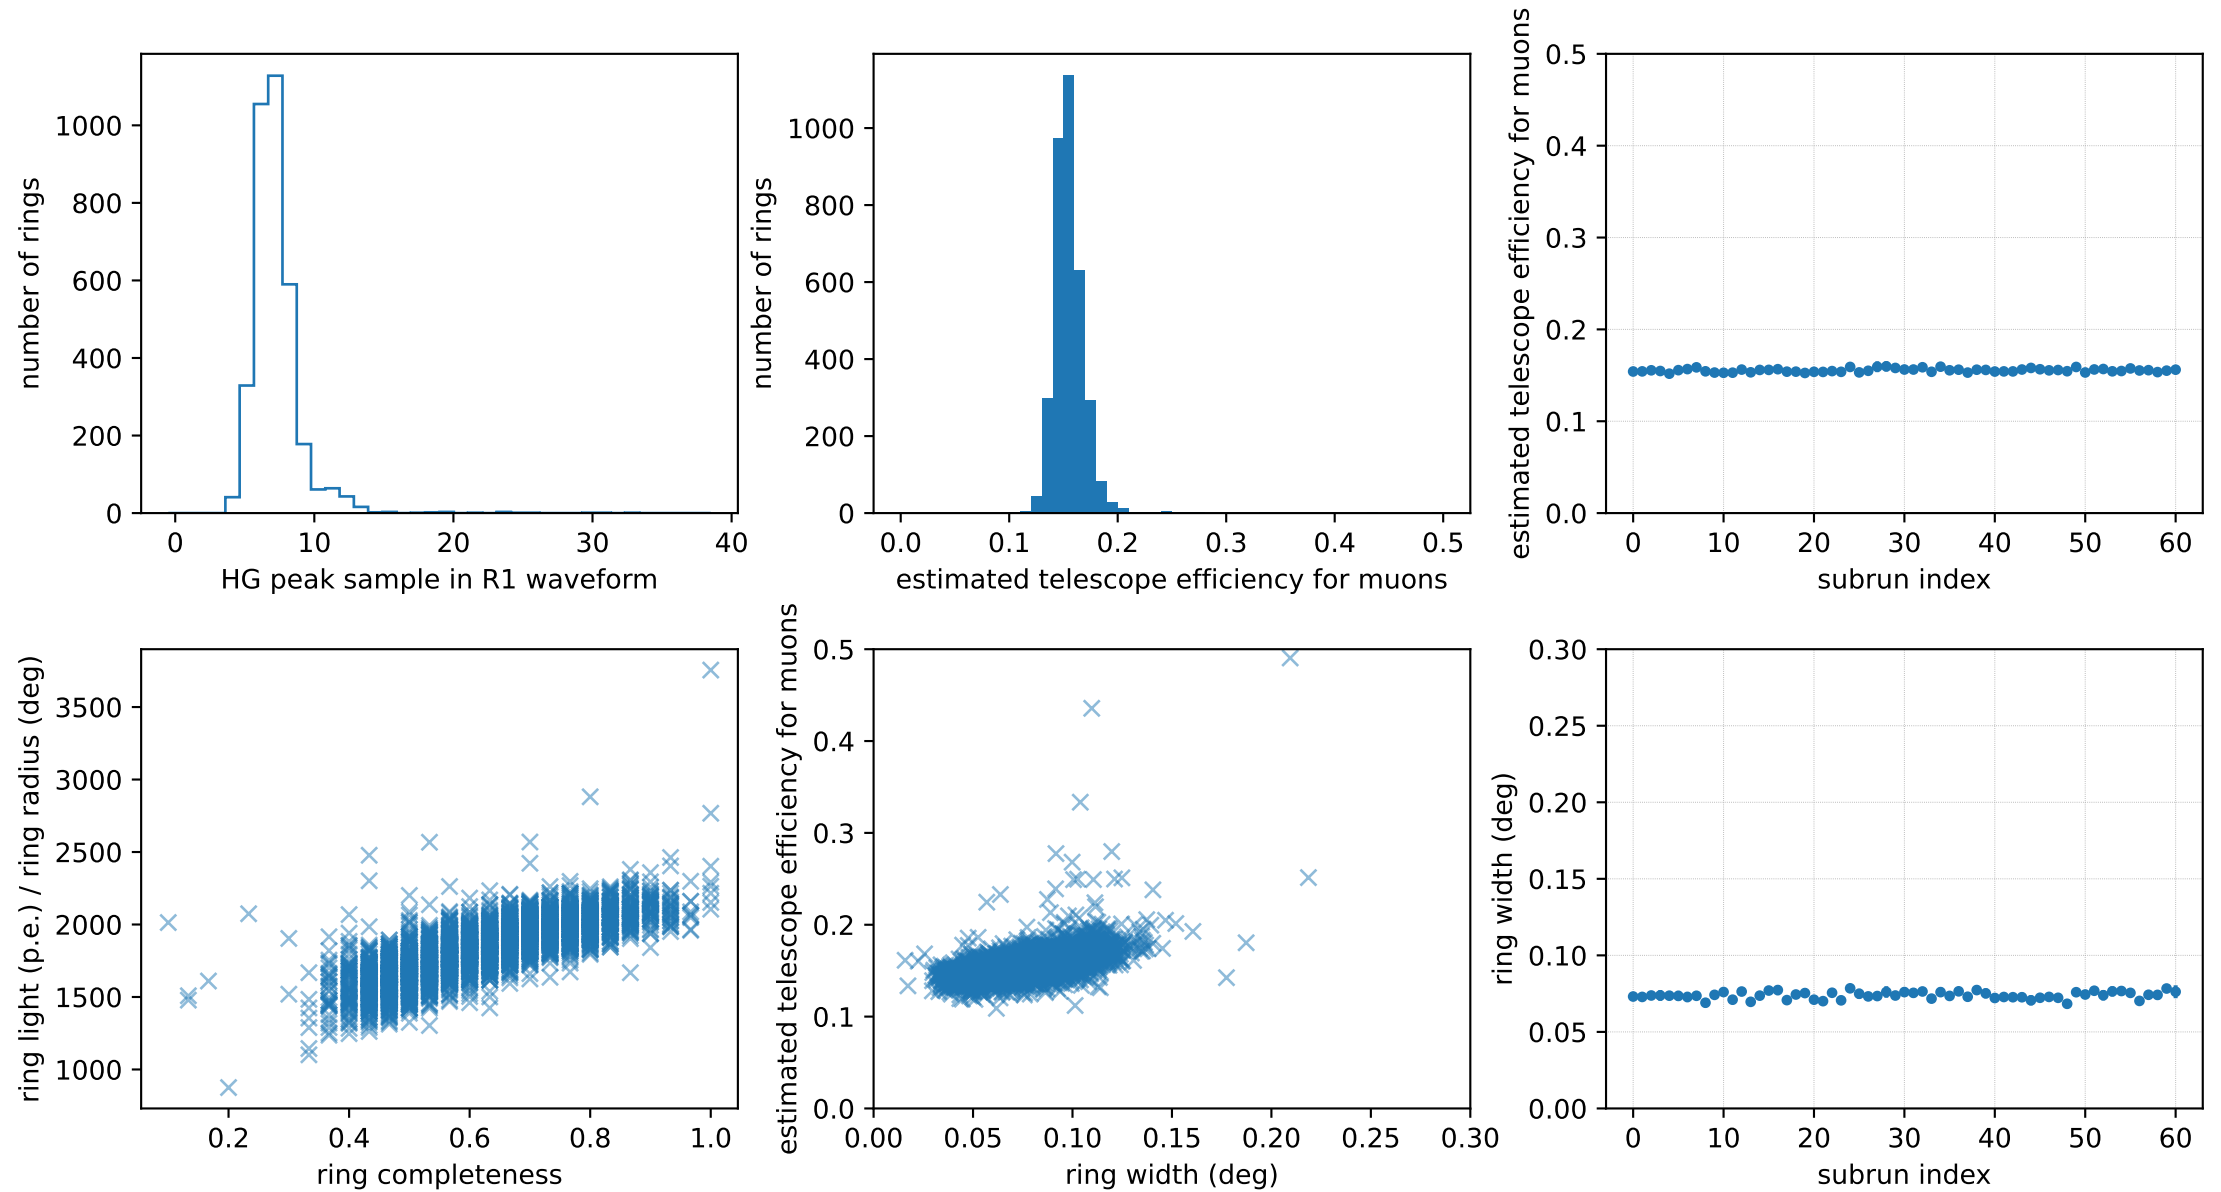 number of rings
1000
800
600
400
200
0
0 10 20 30 40
HG peak sample in R1 waveform
number of rings
1000
800
600
400
200
0
0.0 0.1 0.2 0.3 0.4 0.5
estimated telescope efficiency for muons
estimated telescope efficiency for muons
0.5
0.4
0.3
0.2
0.1
0.0
0 10 20 30 40 50 60
subrun index
ring light (p.e.) / ring radius (deg)
3500
3000
2500
2000
1500
1000
0.2 0.4 0.6 0.8 1.0
ring completeness
estimated telescope efficiency for muons
0.5
0.4
0.3
0.2
0.1
0.0
0.00 0.05 0.10 0.15 0.20 0.25 0.30
ring width (deg)
ring width (deg)
0.30
0.25
0.20
0.15
0.10
0.05
0.00
0 10 20 30 40 50 60
subrun index